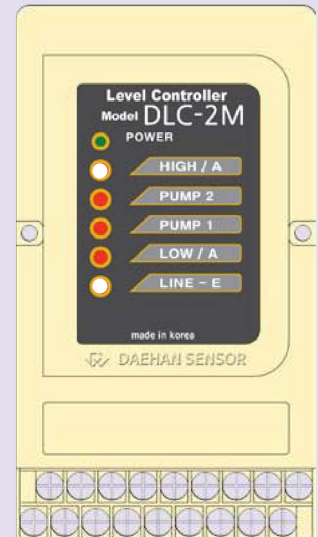 Level Controller
Model DLC-2M
POWER
HIGH / A
PUMP 2
PUMP 1
LOW / A
LINE - E
made in korea
DAEHAN SENSOR